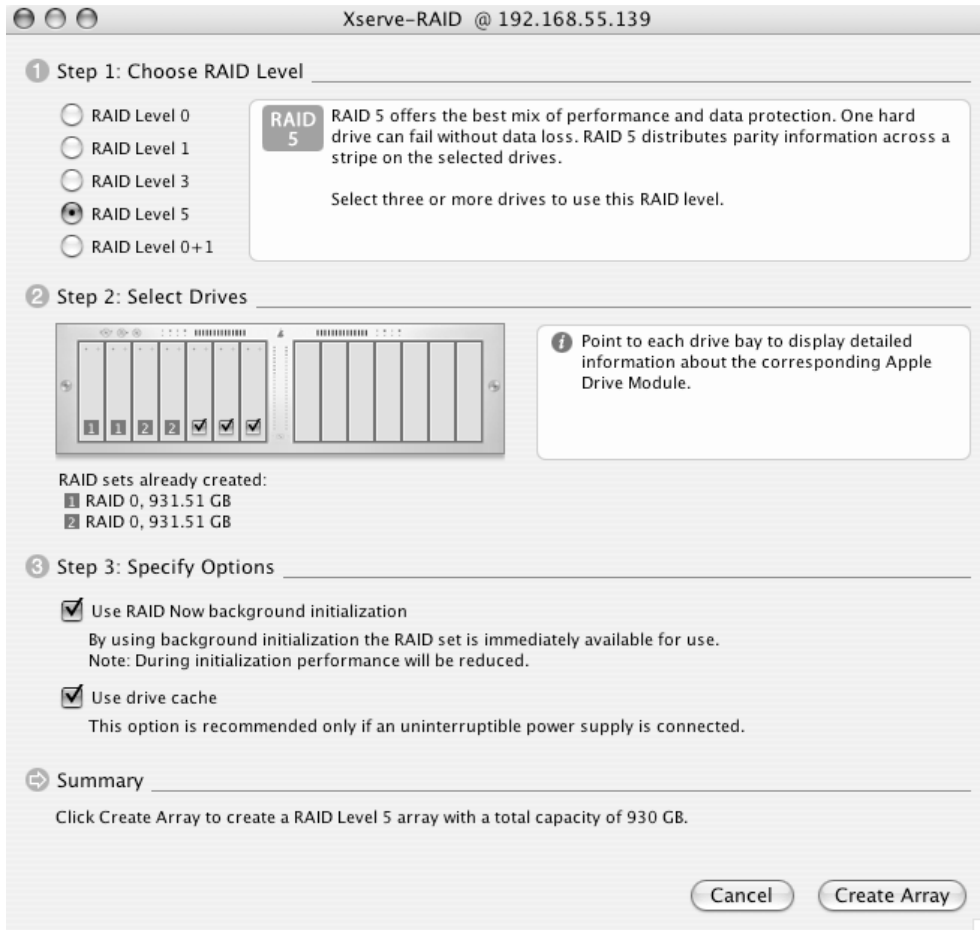 Xserve-RAID @ 192.168.55.139
1 Step 1: Choose RAID Level
RAID Level 0
RAID Level 1
RAID Level 3
RAID Level 5
RAID Level 0+1
RAID 5
RAID 5 offers the best mix of performance and data protection. One hard
drive can fail without data loss. RAID 5 distributes parity information across a
stripe on the selected drives.
Select three or more drives to use this RAID level.
2 Step 2: Select Drives
1 1 2 2
i Point to each drive bay to display detailed
information about the corresponding Apple
Drive Module.
RAID sets already created:
1 RAID 0, 931.51 GB
2 RAID 0, 931.51 GB
3 Step 3: Specify Options
Use RAID Now background initialization
By using background initialization the RAID set is immediately available for use.
Note: During initialization performance will be reduced.
Use drive cache
This option is recommended only if an uninterruptible power supply is connected.
Summary
Click Create Array to create a RAID Level 5 array with a total capacity of 930 GB.
Cancel
Create Array